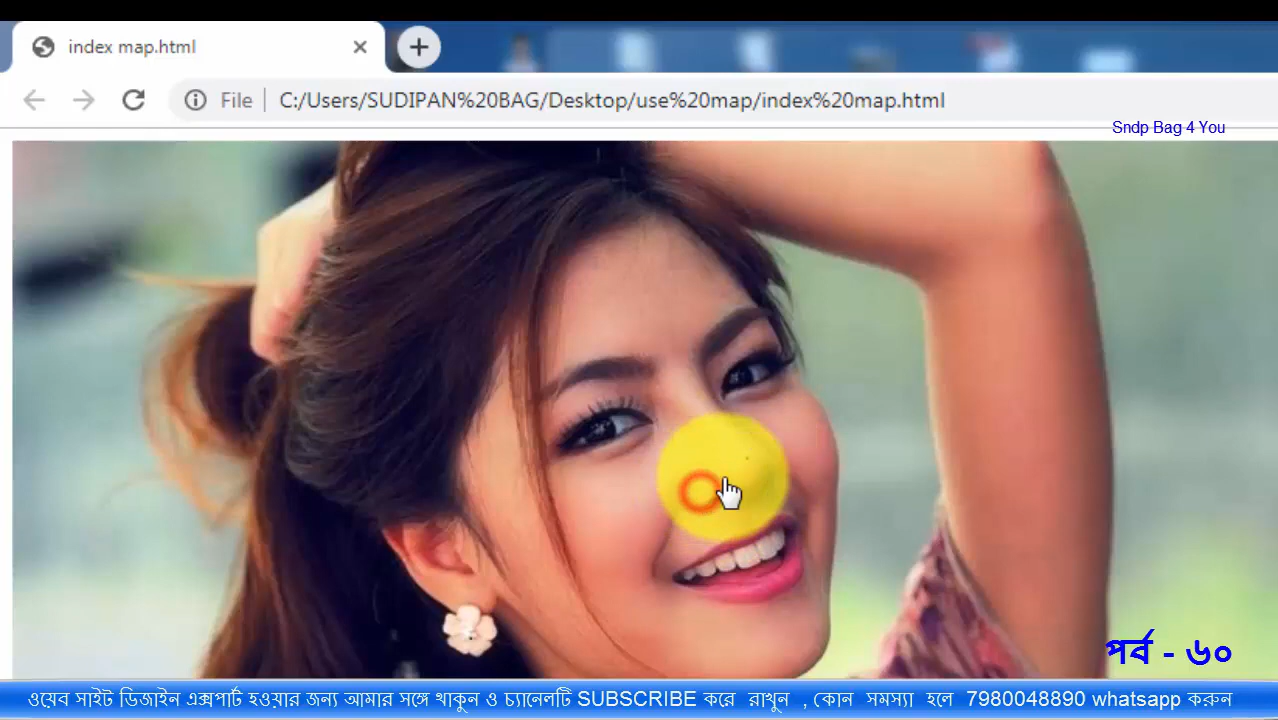 index map.html
File | C:/Users/SUDIPAN%20BAG/Desktop/use%20map/index%20map.html
Sndp Bag 4 You
পর্ব - ৬০
ওয়েব সাইট ডিজাইন এক্সপার্ট হওয়ার জন্য আমার সঙ্গে থাকুন ও চ্যানেলটি SUBSCRIBE করে রাখুন , কোন সমস্যা হলে 7980048890 whatsapp করুন